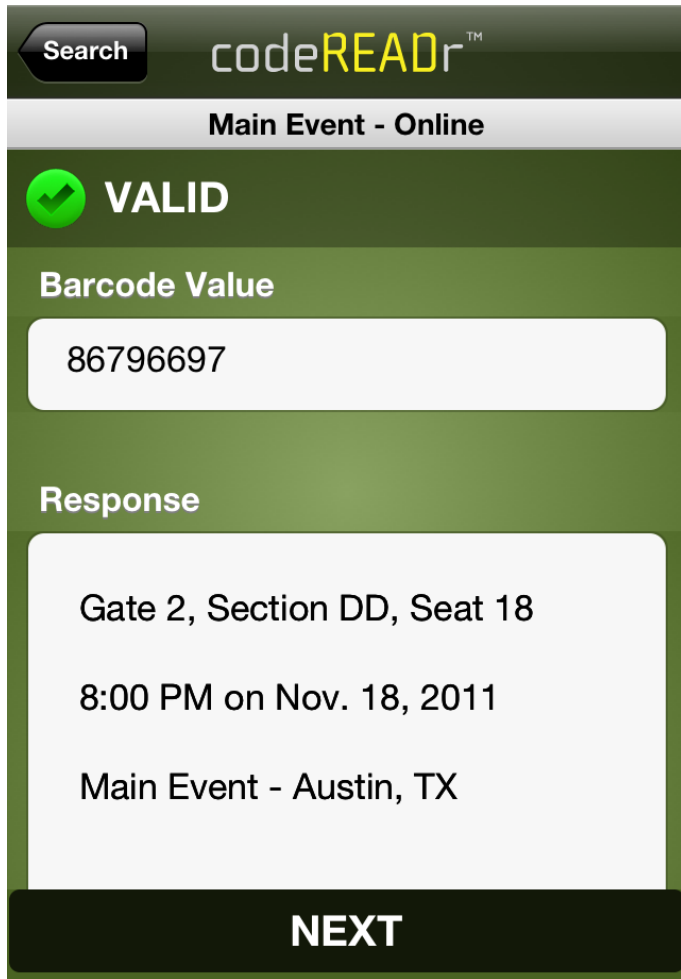 Search
codeREADr™
Main Event - Online
VALID
Barcode Value
86796697
Response
Gate 2, Section DD, Seat 18
8:00 PM on Nov. 18, 2011
Main Event - Austin, TX
NEXT